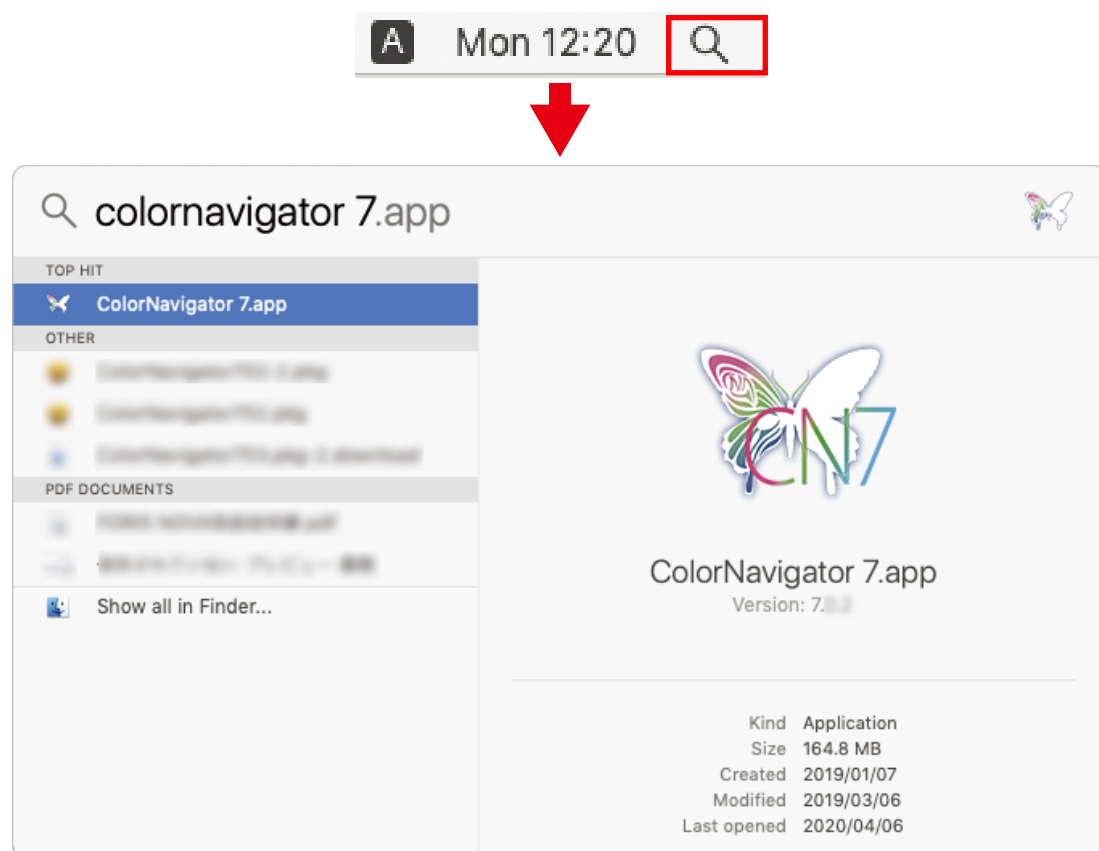 A Mon 12:20
colornavigator 7.app
TOP HIT
ColorNavigator 7.app
OTHER
PDF DOCUMENTS
Show all in Finder...
CN7
ColorNavigator 7.app
Version: 7.
Kind Application
Size 164.8 MB
Created 2019/01/07
Modified 2019/03/06
Last opened 2020/04/06